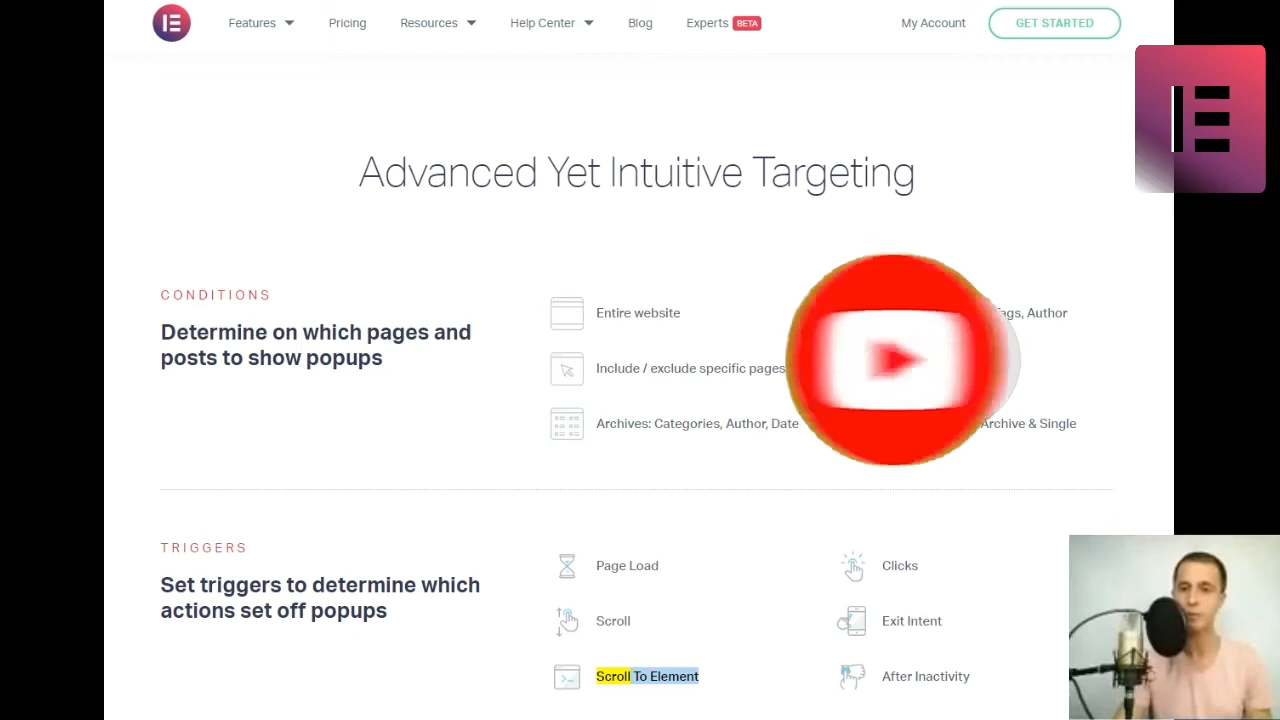 Features
Pricing
Resources
Help Center
Blog
Experts BETA
My Account
GET STARTED
Advanced Yet Intuitive Targeting
CONDITIONS
Determine on which pages and
posts to show popups
Entire website
Include / exclude specific pages
Archives: Categories, Author, Date
Tags, Author
Archive & Single
TRIGGERS
Set triggers to determine which
actions set off popups
Page Load
Clicks
Scroll
Exit Intent
Scroll To Element
After Inactivity